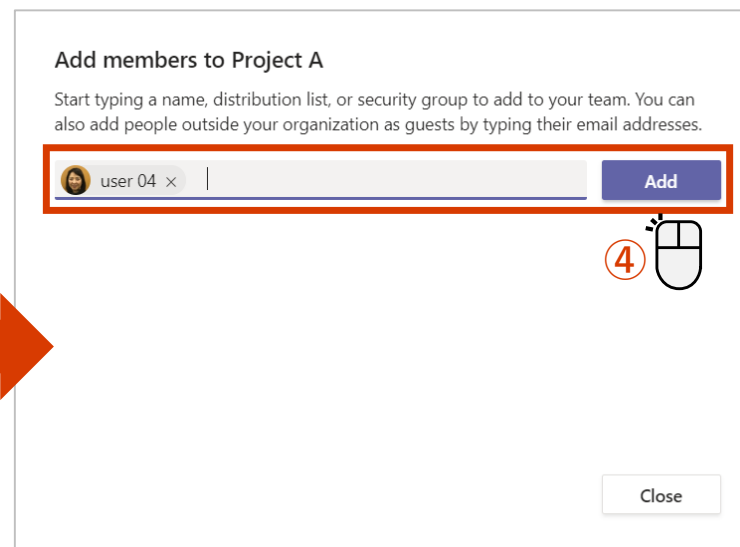 Add members to Project A
Start typing a name, distribution list, or security group to add to your team. You can
also add people outside your organization as guests by typing their email addresses.
user 04 × Add
④
Close